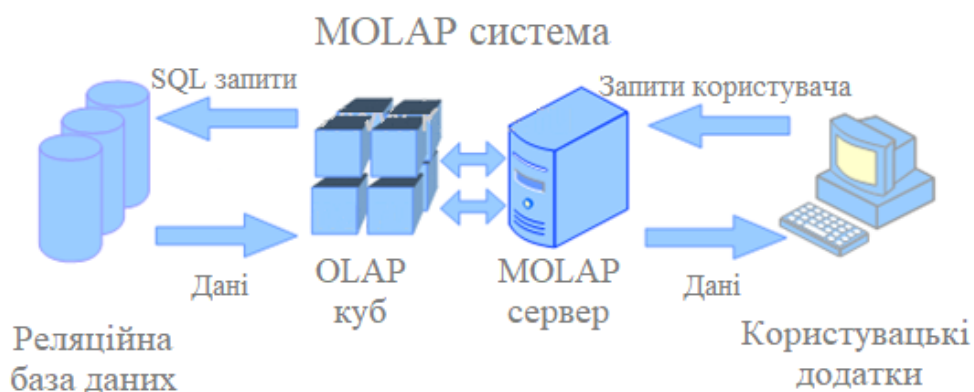 MOLAP система
SQL запити
Запити користувача
Дані
OLAP
куб
MOLAP
сервер
Дані
Реляційна
база даних
Користувацькі
додатки